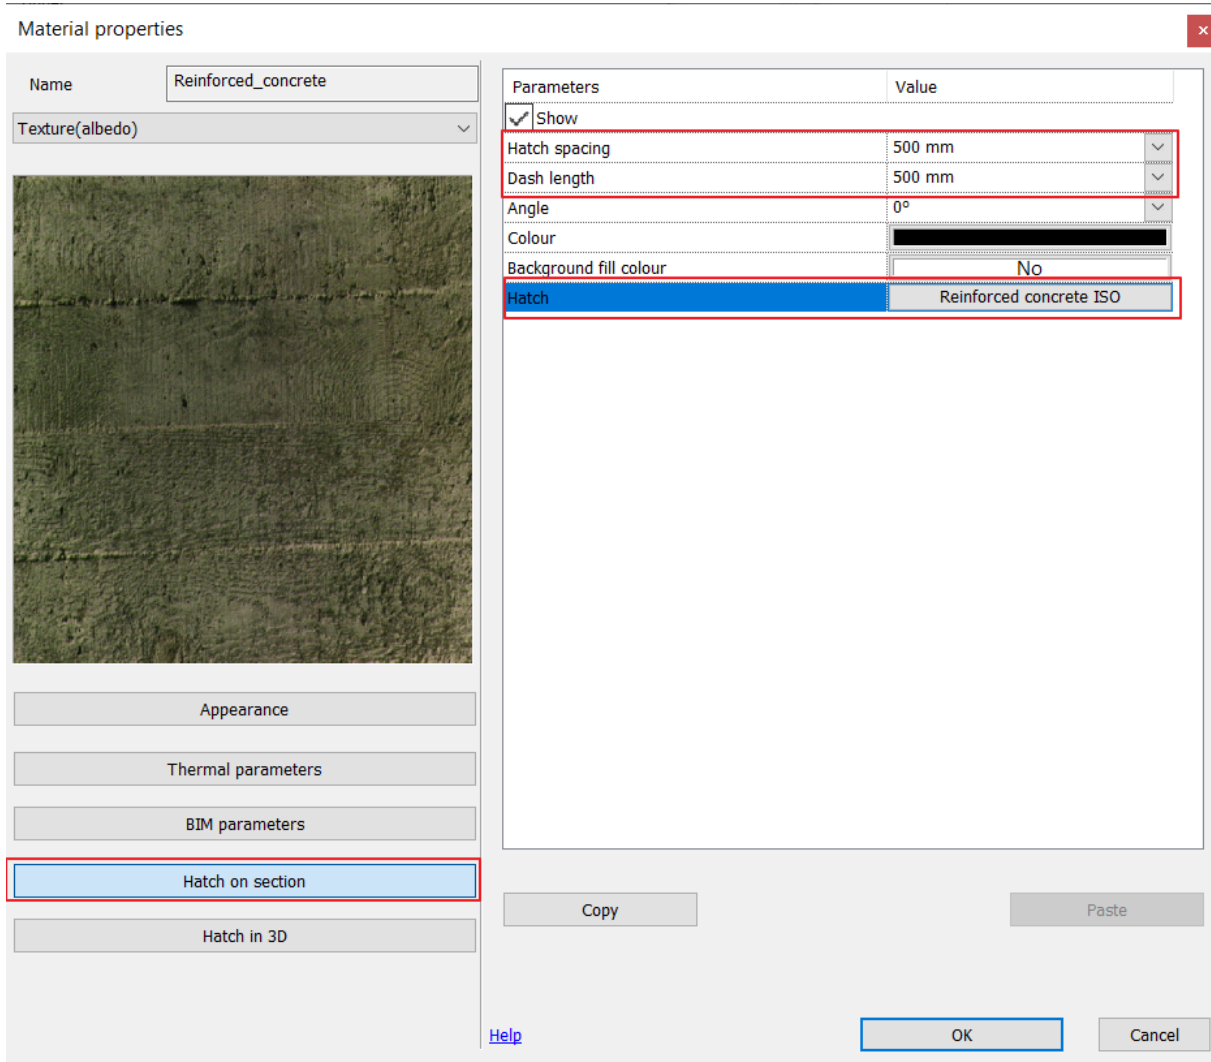 Material properties
Name Reinforced_concrete
Texture(albedo)
Appearance
Thermal parameters
BIM parameters
Hatch on section
Hatch in 3D
Parameters Value
Show
Hatch spacing 500 mm
Dash length 500 mm
Angle 0°
Colour
Background fill colour No
Hatch Reinforced concrete ISO
Copy Paste
Help OK Cancel